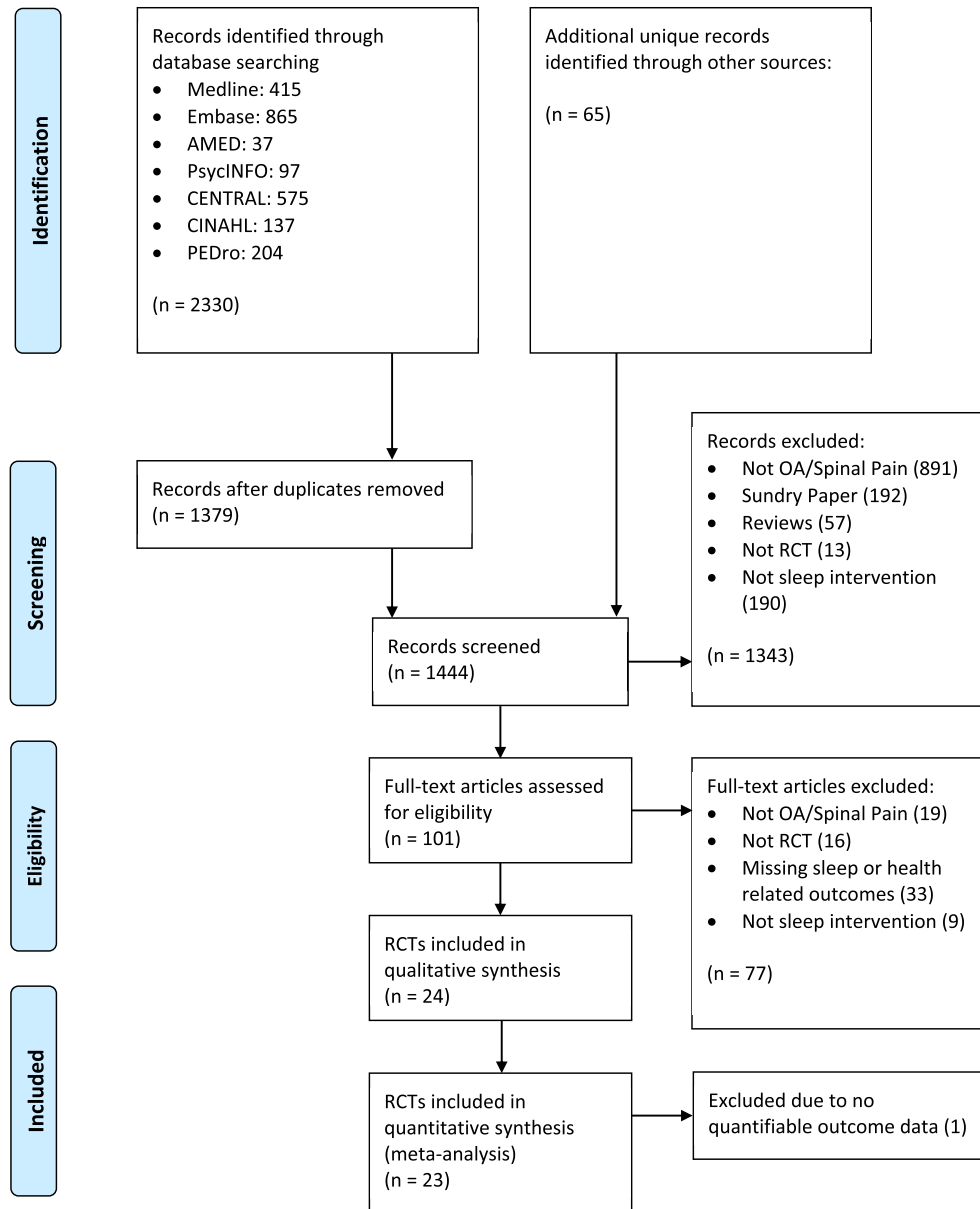 Identification
Records identified through
database searching
• Medline: 415
• Embase: 865
• AMED: 37
• PsycINFO: 97
• CENTRAL: 575
• CINAHL: 137
• PEDro: 204
(n = 2330)
Additional unique records
identified through other sources:
(n = 65)
Screening
Records after duplicates removed
(n = 1379)
Records screened
(n = 1444)
Records excluded:
• Not OA/Spinal Pain (891)
• Sundry Paper (192)
• Reviews (57)
• Not RCT (13)
• Not sleep intervention
(190)
(n = 1343)
Eligibility
Full-text articles assessed
for eligibility
(n = 101)
Full-text articles excluded:
• Not OA/Spinal Pain (19)
• Not RCT (16)
• Missing sleep or health
related outcomes (33)
• Not sleep intervention (9)
(n = 77)
RCTs included in
qualitative synthesis
(n = 24)
Included
RCTs included in
quantitative synthesis
(meta-analysis)
(n = 23)
Excluded due to no
quantifiable outcome data (1)